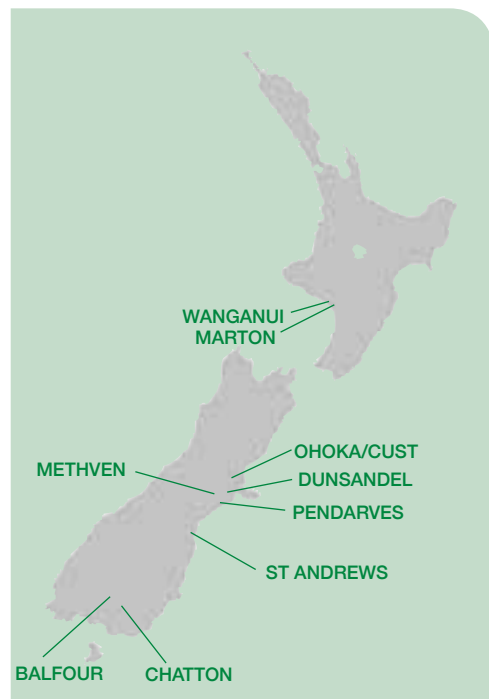 WANGANUI
MARTON
OHOKA/CUST
METHVEN
DUNSANDEL
PENDARVES
ST ANDREWS
BALFOUR
CHATTON